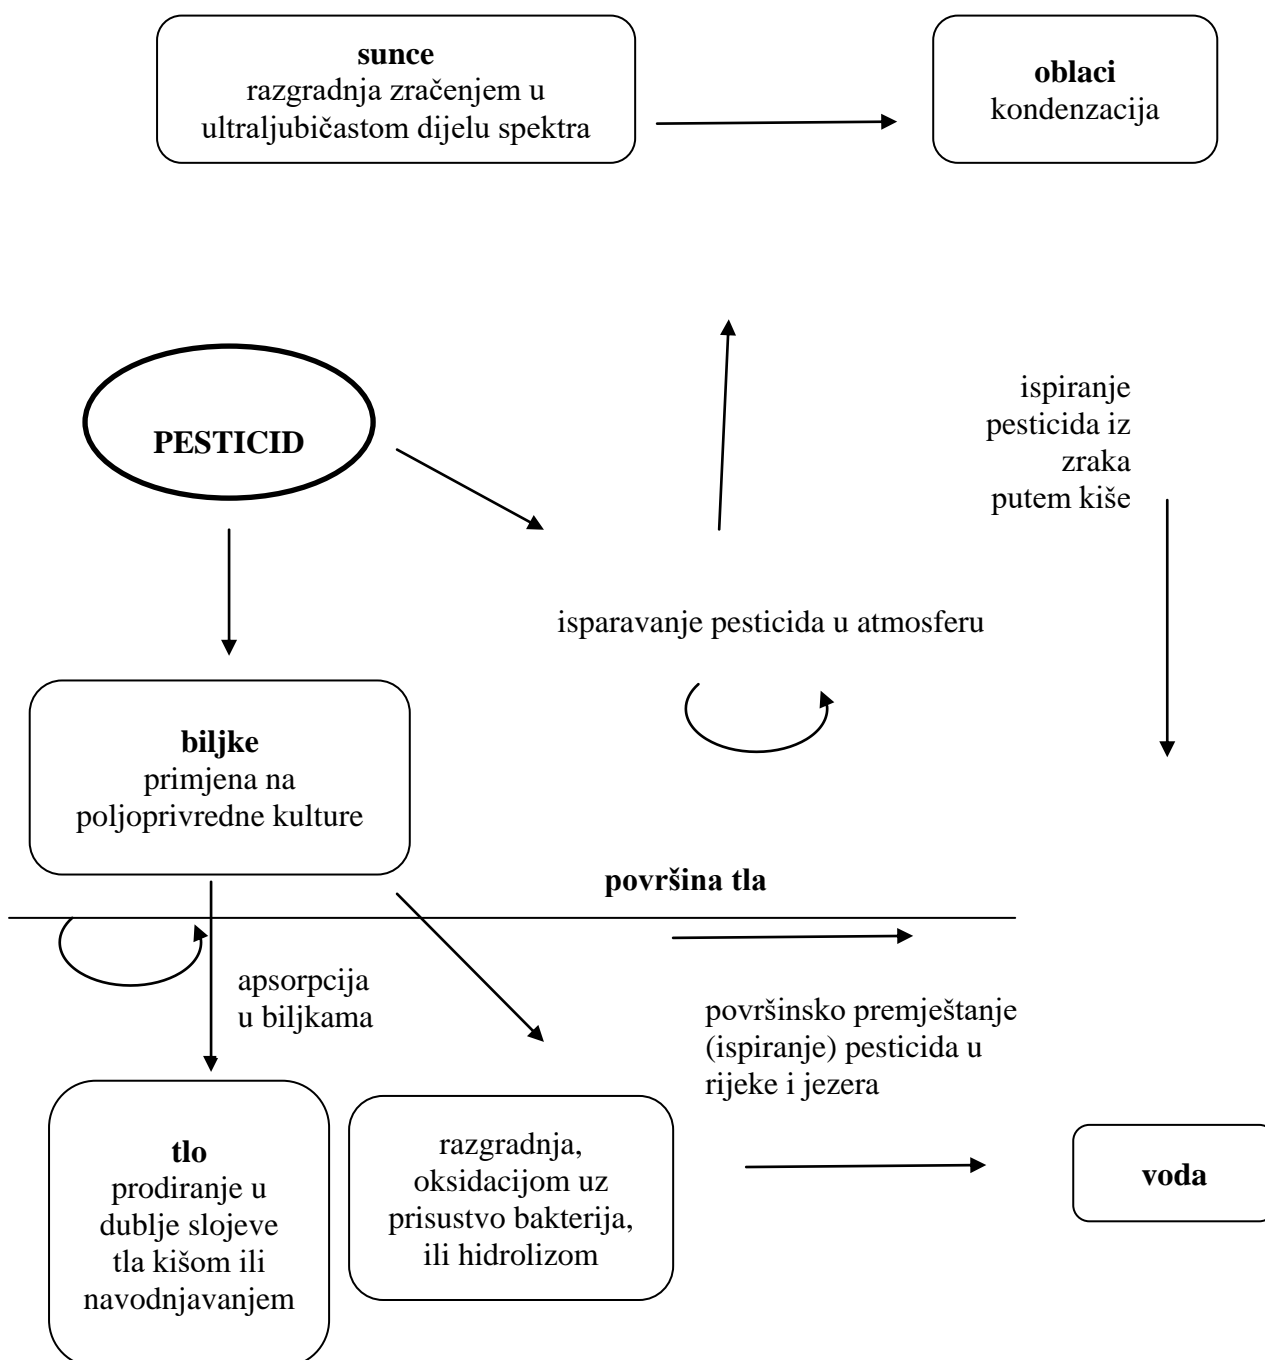 sunce
razgradnja zračenjem u
ultraljubičastom dijelu spektra
oblaci
kondenzacija
PESTICID
ispiranje
pesticida iz
zraka
putem kiše
isparavanje pesticida u atmosferu
biljke
primjena na
poljoprivredne kulture
površina tla
apsorpcija
u biljkama
površinsko premještanje
(ispiranje) pesticida u
rijeke i jezera
tlo
prodiranje u
dublje slojeve
tla kišom ili
navodnjavanjem
razgradnja,
oksidacijom uz
prisustvo bakterija,
ili hidrolizom
voda